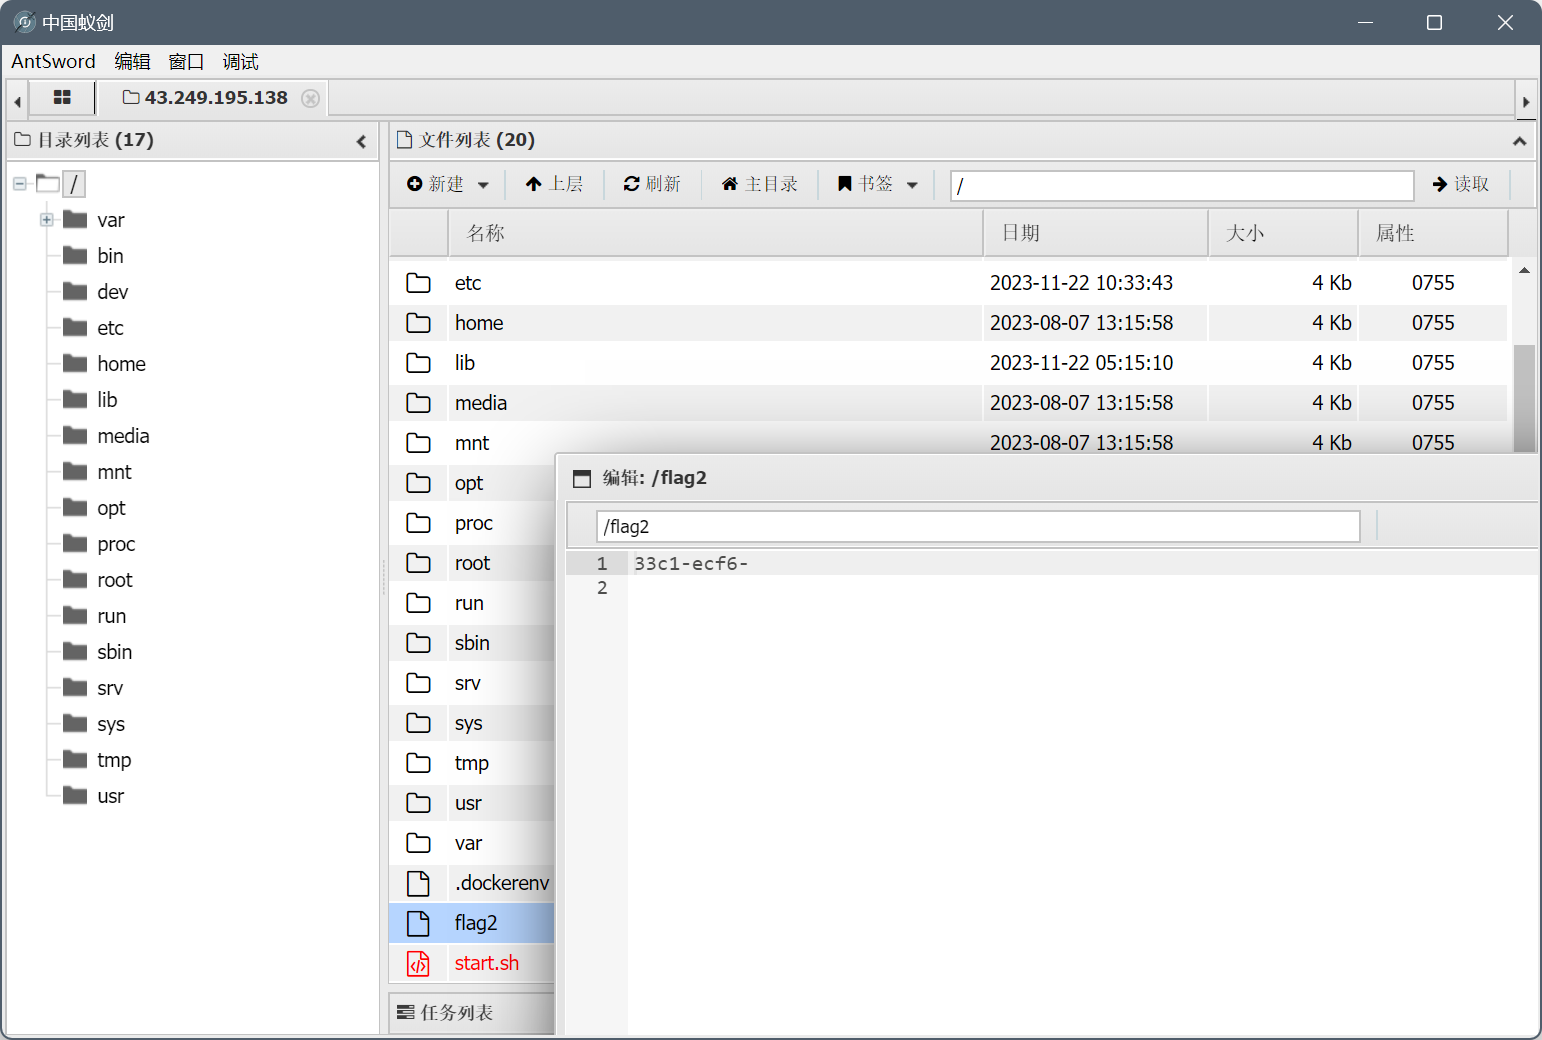 中国蚁剑
AntSword 编辑 窗口 调试
43.249.195.138
目录列表 (17)
/
var
bin
dev
etc
home
lib
media
mnt
opt
proc
root
run
sbin
srv
sys
tmp
usr
文件列表 (20)
新建 上层 刷新 主目录 书签 / 读取
名称 日期 大小 属性
etc 2023-11-22 10:33:43 4 Kb 0755
home 2023-08-07 13:15:58 4 Kb 0755
lib 2023-11-22 05:15:10 4 Kb 0755
media 2023-08-07 13:15:58 4 Kb 0755
mnt 2023-08-07 13:15:58 4 Kb 0755
opt
proc
root
run
sbin
srv
sys
tmp
usr
var
.dockerenv
flag2
start.sh
任务列表
编辑: /flag2
/flag2
1 33c1-ecf6-
2